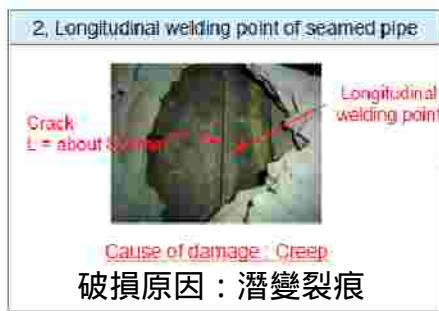 2, Longitudinal welding point of seamed pipe
Longitudinal
welding point
Crack
L = about
Cause of damage : Creep
破損原因：潛變裂痕